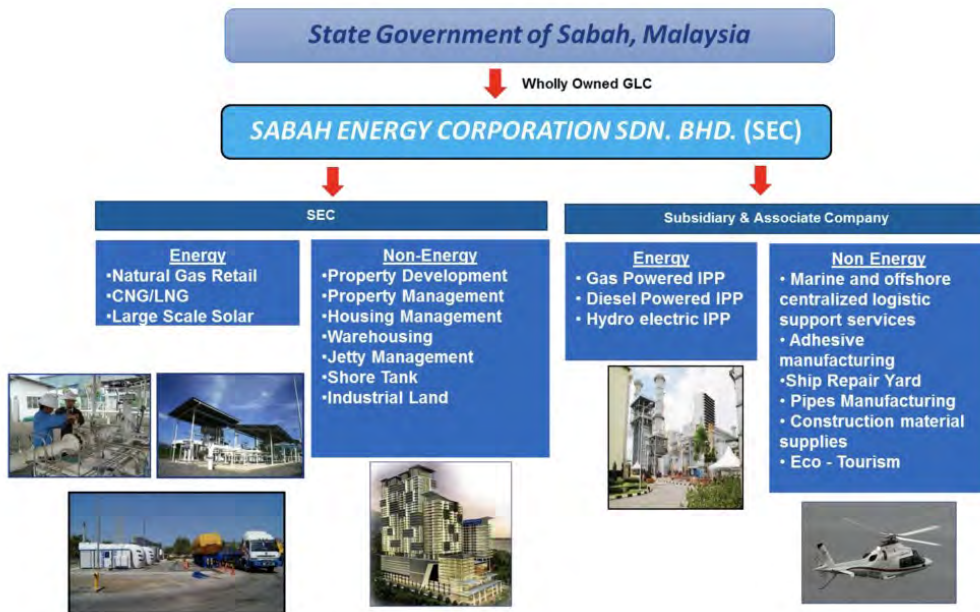 State Government of Sabah, Malaysia
Wholly Owned GLC
SABAH ENERGY CORPORATION SDN. BHD. (SEC)
SEC
Energy
•Natural Gas Retail
•CNG/LNG
•Large Scale Solar
Non-Energy
•Property Development
•Property Management
•Housing Management
•Warehousing
•Jetty Management
•Shore Tank
•Industrial Land
Subsidiary & Associate Company
Energy
• Gas Powered IPP
• Diesel Powered IPP
• Hydro electric IPP
Non Energy
• Marine and offshore
centralized logistic
support services
• Adhesive
manufacturing
•Ship Repair Yard
• Pipes Manufacturing
• Construction material
supplies
• Eco - Tourism